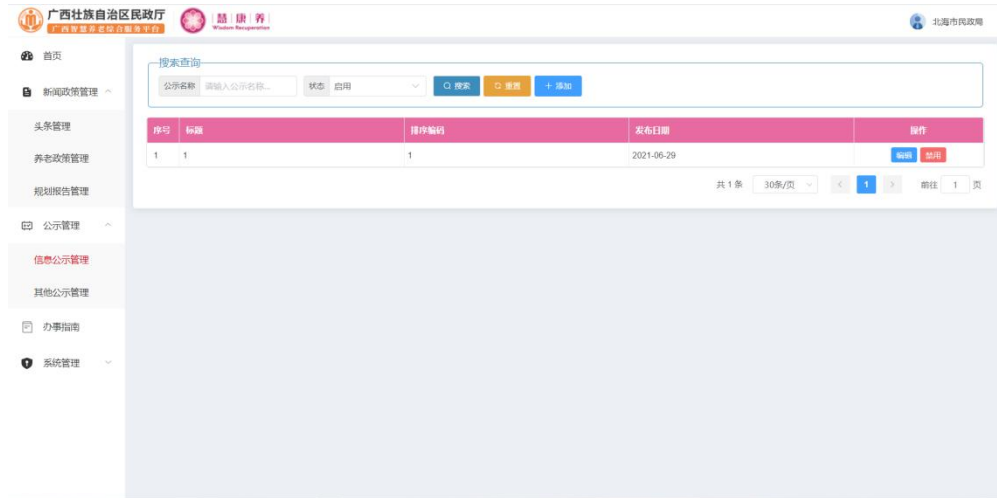 广西壮族自治区民政厅
广西智慧养老综合服务平台
慧康养
Wisdom Recuperation
北海市民政局
首页
新闻政策管理
头条管理
养老政策管理
规划报告管理
公示管理
信息公示管理
其他公示管理
办事指南
系统管理
搜索查询
公示名称 请输入公示名称... 状态 启用 搜索 重置 + 添加
序号 标题 排序编码 发布日期 操作
1 1 1 2021-06-29 编辑 禁用
共 1 条 30条/页 < 1 > 前往 1 页